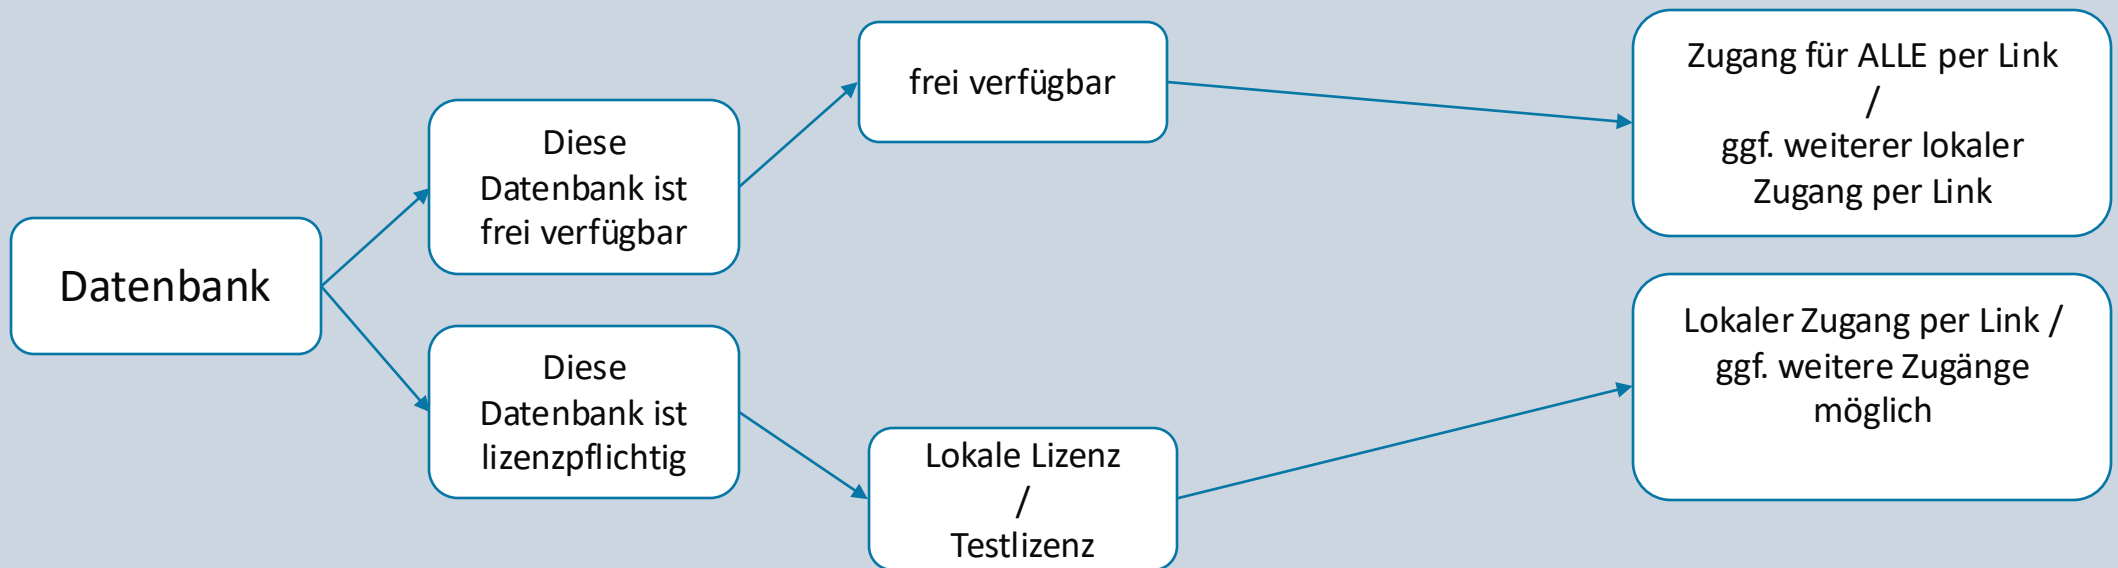 Datenbank
Diese
Datenbank ist
frei verfügbar
Diese
Datenbank ist
lizenzpflichtig
frei verfügbar
Lokale Lizenz
/
Testlizenz
Zugang für ALLE per Link
/
ggf. weiterer lokaler
Zugang per Link
Lokaler Zugang per Link /
ggf. weitere Zugänge
möglich